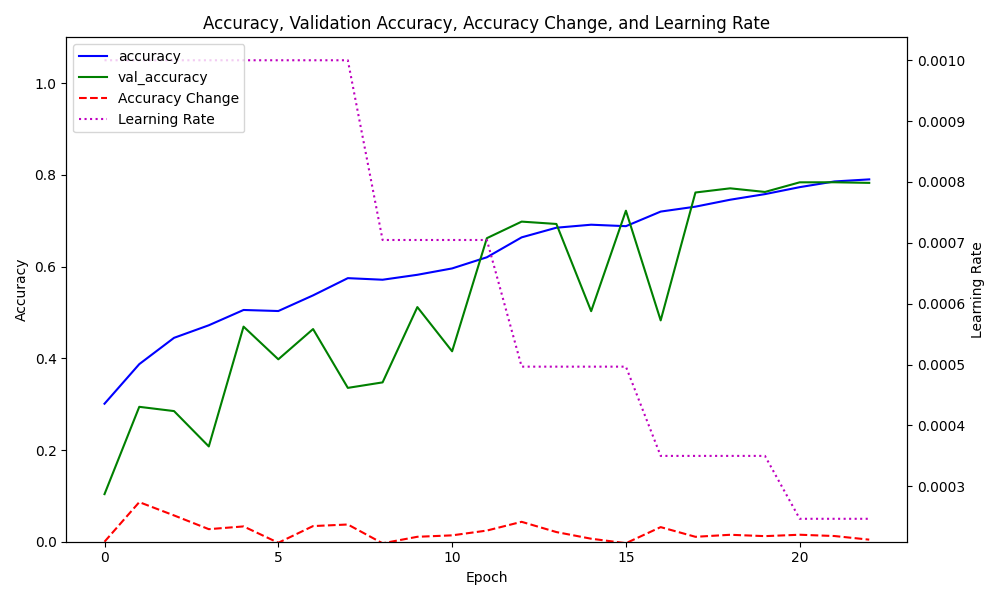 Accuracy, Validation Accuracy, Accuracy Change, and Learning Rate
accuracy
val_accuracy
Accuracy Change
Learning Rate
1.0
0.8
0.6
0.4
0.2
0.0
Accuracy
0
5
10
15
20
Epoch
0.0010
0.0009
0.0008
0.0007
0.0006
0.0005
0.0004
0.0003
Learning Rate